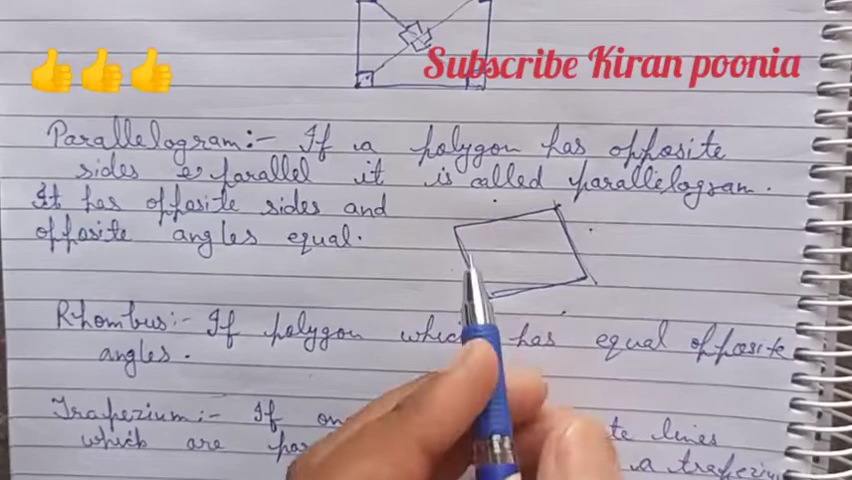 Subscribe Kiran poonia
Parallelogram:- If a polygon has opposite
sides & parallel it is called parallelogram.
It has opposite sides and
opposite angles equal.
Rhombus:- If polygon which has equal opposite
angles.
Trapezium:- If lines
which are a